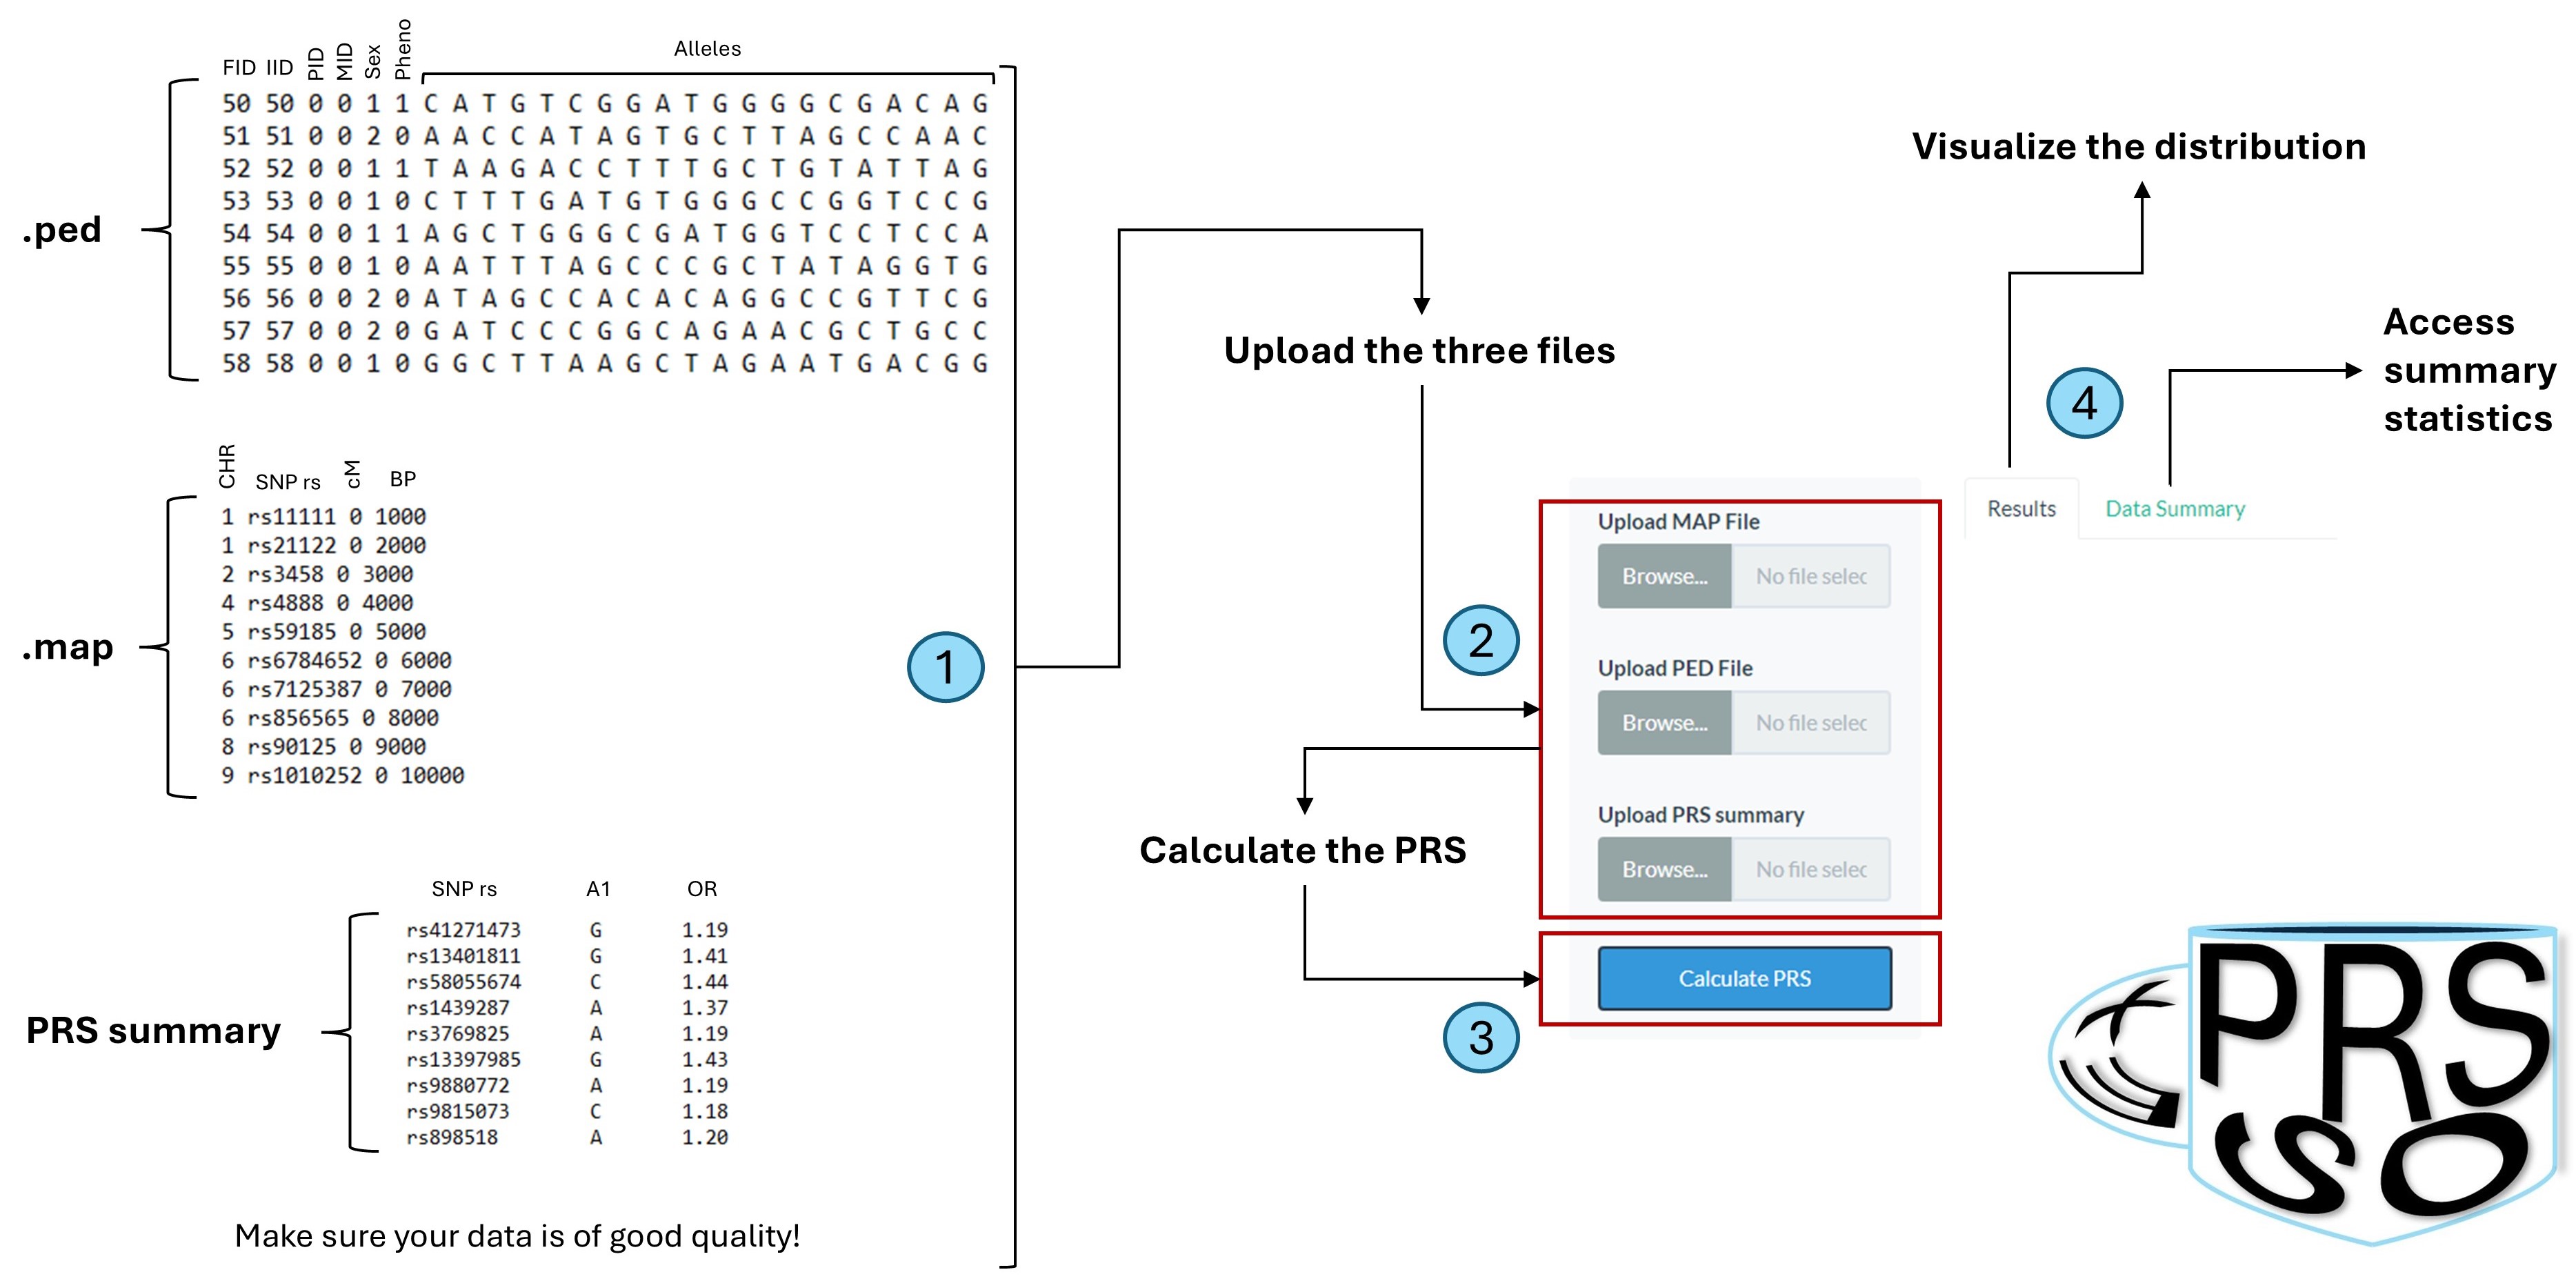 FID IID PID MID Sex Pheno Alleles
50 50 0 0 1 1 C A T G T C G G A T G G G G C G A C A G
51 51 0 0 2 0 A A C C A T A G T G C T T A G C C A A C
52 52 0 0 1 1 T A A G A C C T T T G C T G T A T T A G
53 53 0 0 1 0 C T T T G A T G T G G G C C G G T C C G
54 54 0 0 1 1 A G C T G G G C G A T G G T C C T C C A
55 55 0 0 1 0 A A T T T A G C C C G C T A T A G G T G
56 56 0 0 2 0 A T A G C C A C A C A G G C C G T T C G
57 57 0 0 2 0 G A T C C C G G C A G A A C G C T G C C
58 58 0 0 1 0 G G C T T A A G C T A G A A T G A C G G
.ped
CHR SNP rs cM BP
1 rs11111 0 1000
1 rs21122 0 2000
2 rs3458 0 3000
4 rs4888 0 4000
5 rs59185 0 5000
6 rs6784652 0 6000
6 rs7125387 0 7000
6 rs856565 0 8000
8 rs90125 0 9000
9 rs1010252 0 10000
.map
SNP rs A1 OR
rs41271473 G 1.19
rs13401811 G 1.41
rs58055674 C 1.44
rs1439287 A 1.37
rs3769825 A 1.19
rs13397985 G 1.43
rs9880772 A 1.19
rs9815073 C 1.18
rs898518 A 1.20
PRS summary
Make sure your data is of good quality!
1
Upload the three files
2
Upload MAP File
Browse... No file selec
Upload PED File
Browse... No file selec
Upload PRS summary
Browse... No file selec
Calculate the PRS
3
Calculate PRS
Visualize the distribution
4
Access
summary
statistics
Results Data Summary
PRS
SO